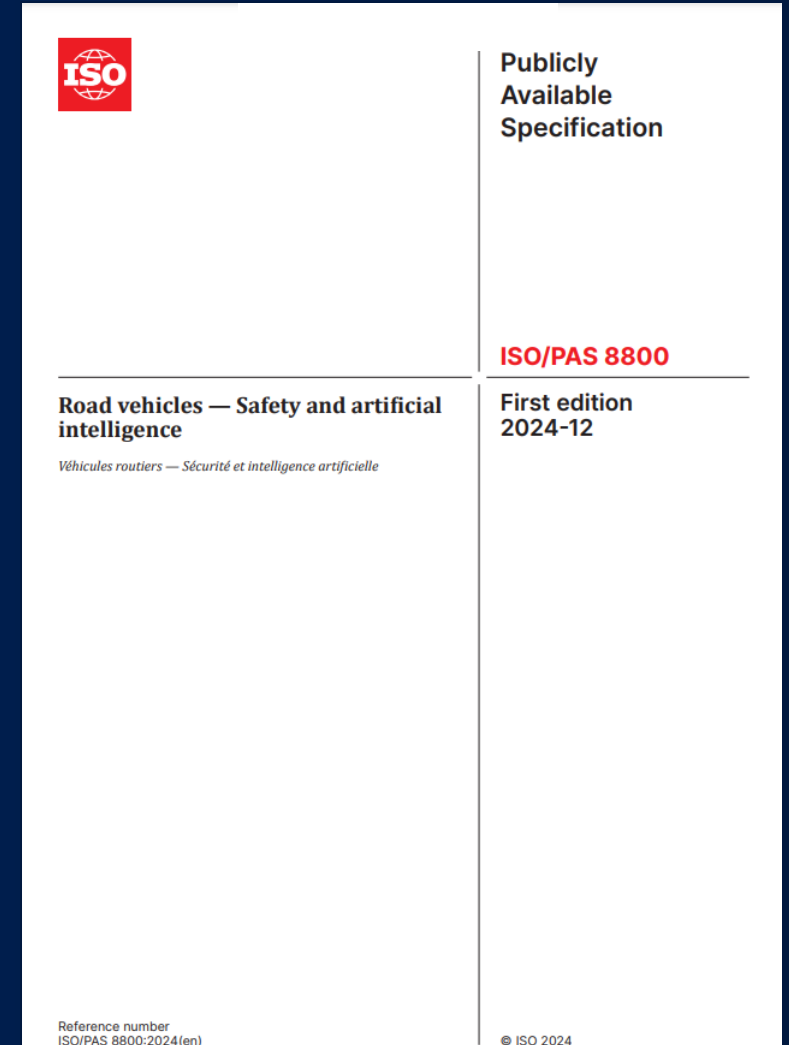 ISO
Publicly
Available
Specification
ISO/PAS 8800
Road vehicles — Safety and artificial
intelligence
Véhicules routiers — Sécurité et intelligence artificielle
First edition
2024-12
Reference number
ISO/PAS 8800:2024(en)
© ISO 2024